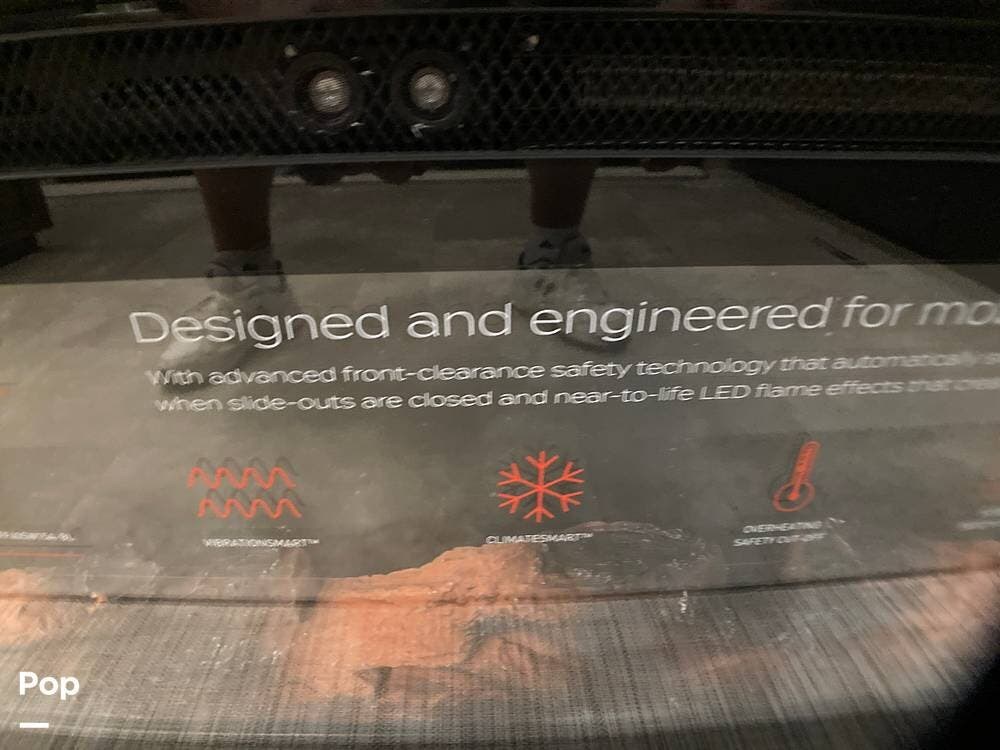 Designed and engineered for
With advanced front-clearance safety technology that automatically
when slide-outs are closed and near-to-life LED flame effects that
VIBRATIONSMART™
CLIMATESMART™
OVERHEATING
SAFETY CUT-OFF
Pop